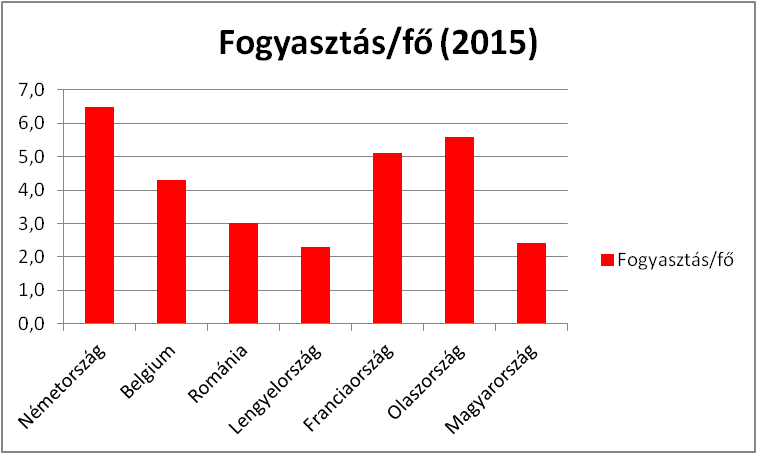 Fogyasztás/fő (2015)
7,0
6,0
5,0
4,0
3,0
2,0
1,0
0,0
Németország
Belgium
Románia
Lengyelország
Franciaország
Olaszország
Magyarország
Fogyasztás/fő